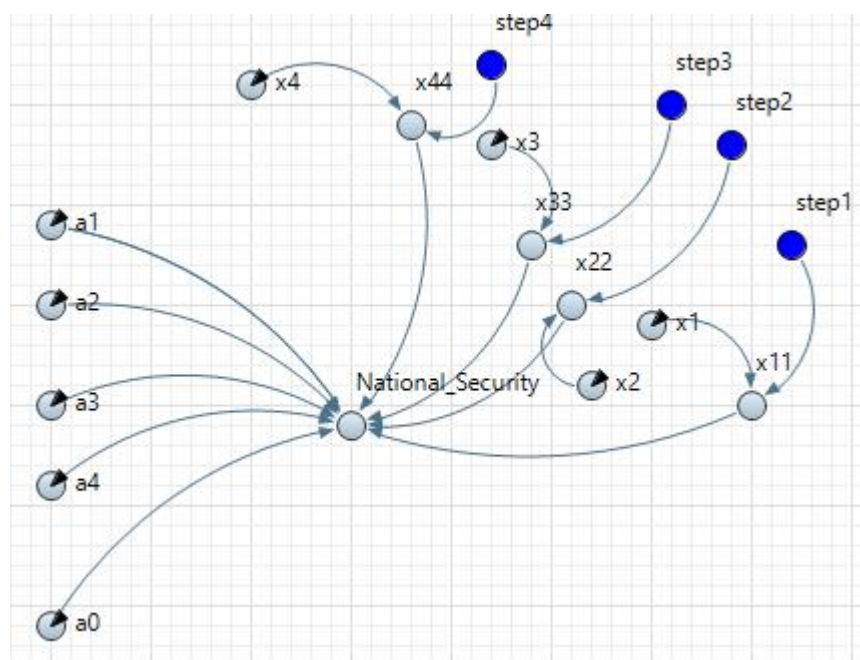 step4
step3
x4
x44
step2
x3
x33
step1
a1
x22
a2
x1
x11
National_Security
x2
a3
a4
a0